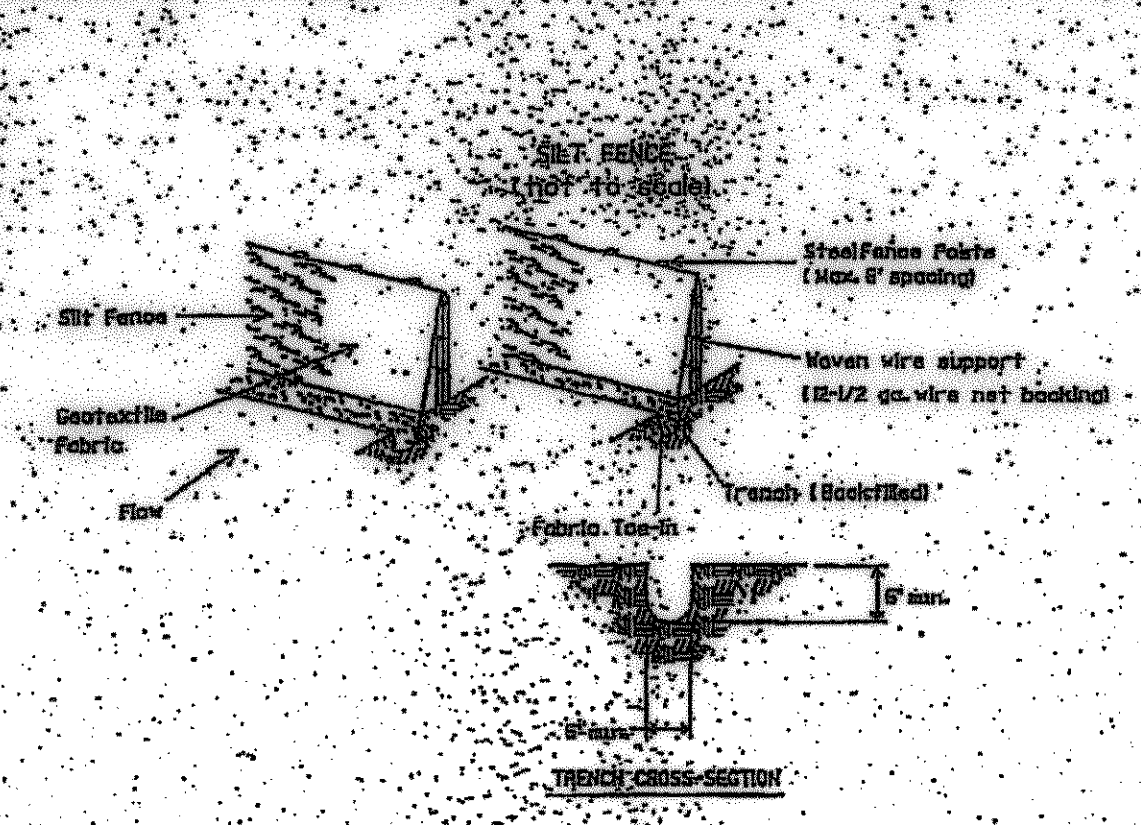 SILT FENCE
(not to scale)
Steel Fence Posts
(Max. 6' spacing)
Silt Fence
Woven wire support
(12-1/2 ga. wire net backing)
Geotextile
Fabric
Trench (Backfilled)
Flow
Fabric Toe-In
6" min.
6" min.
TRENCH CROSS-SECTION